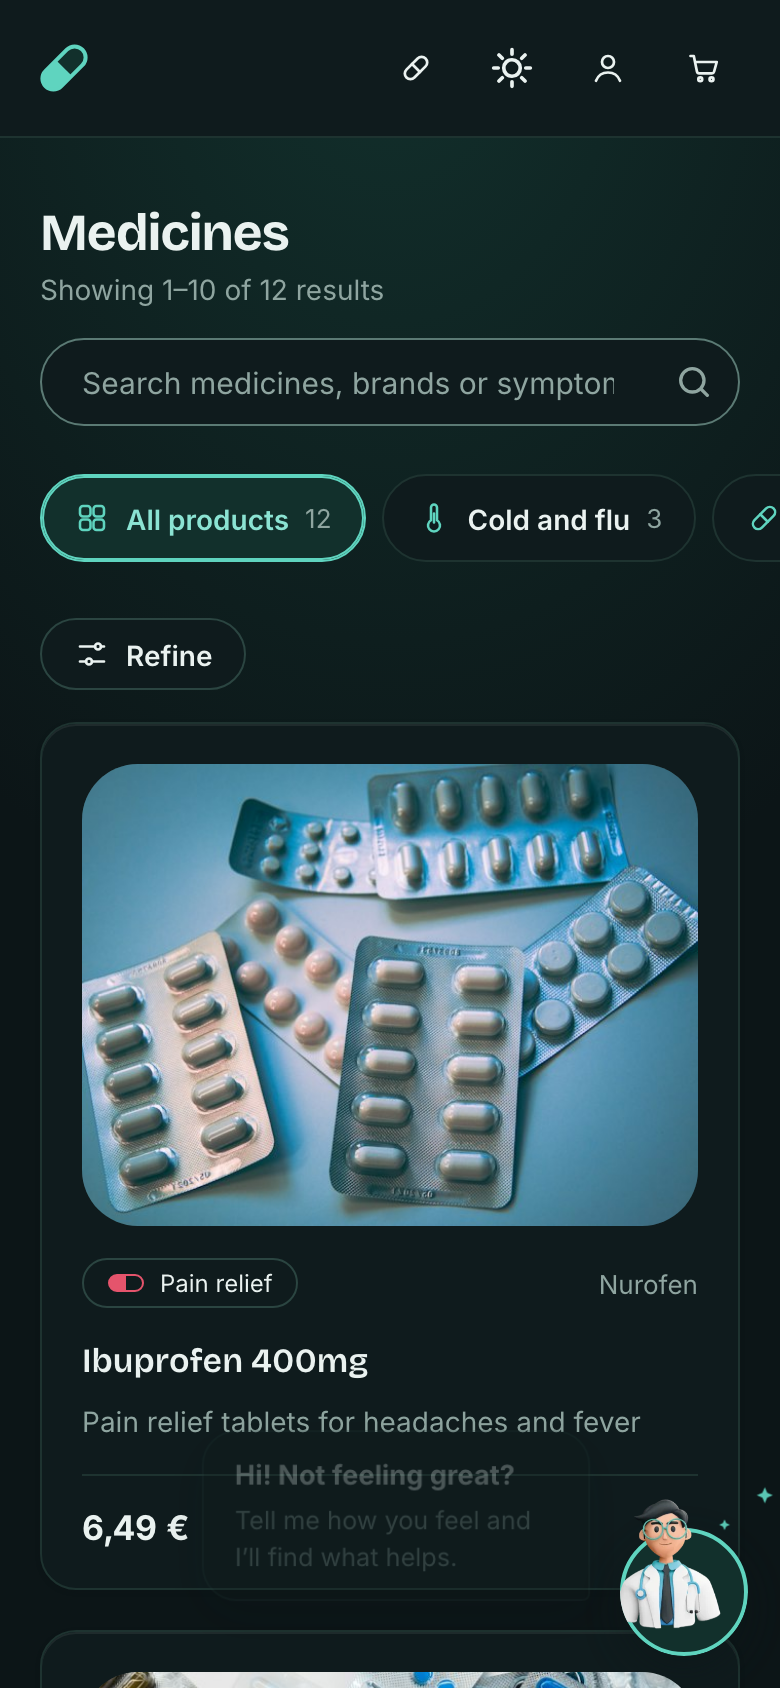 Medicines
Showing 1–10 of 12 results
Search medicines, brands or sympton
All products 12
Cold and flu 3
Refine
Pain relief
Nurofen
Ibuprofen 400mg
Pain relief tablets for headaches and fever
Hi! Not feeling great?
6,49 €
Tell me how you feel and
I'll find what helps.